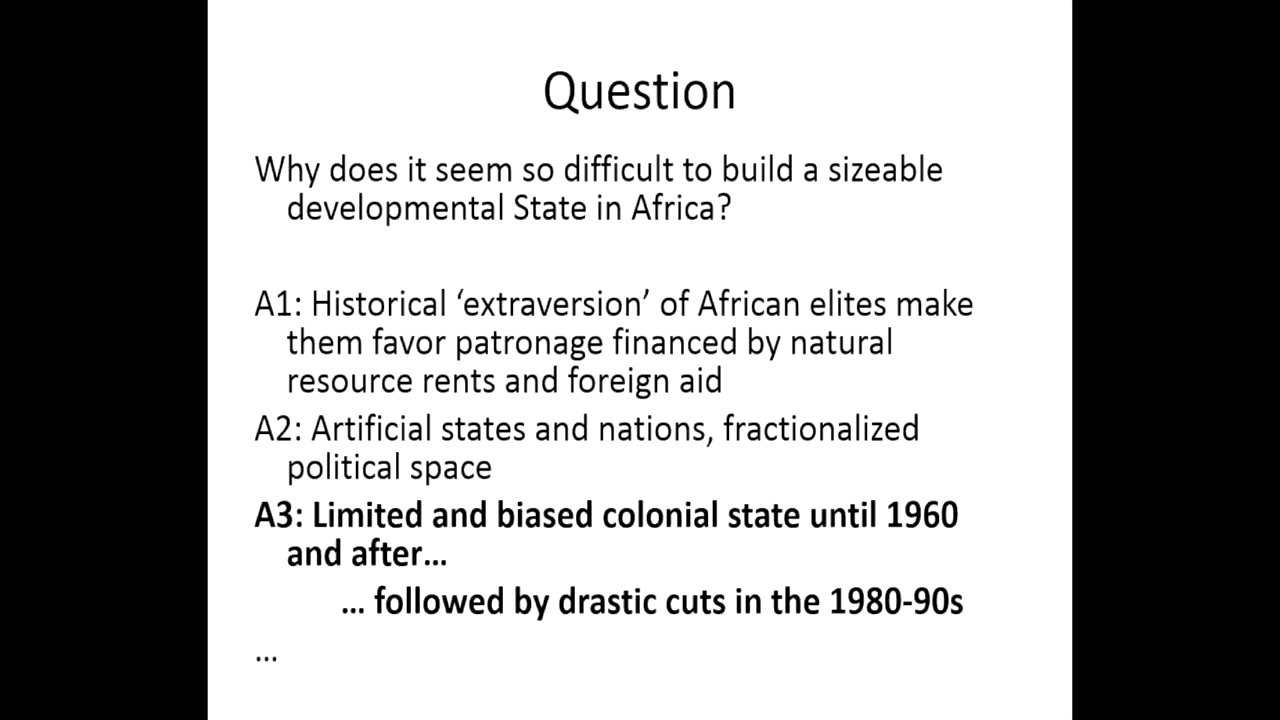 Question
Why does it seem so difficult to build a sizeable
developmental State in Africa?
A1: Historical ‘extraversion’ of African elites make
them favor patronage financed by natural
resource rents and foreign aid
A2: Artificial states and nations, fractionalized
political space
A3: Limited and biased colonial state until 1960
and after…
… followed by drastic cuts in the 1980-90s
…